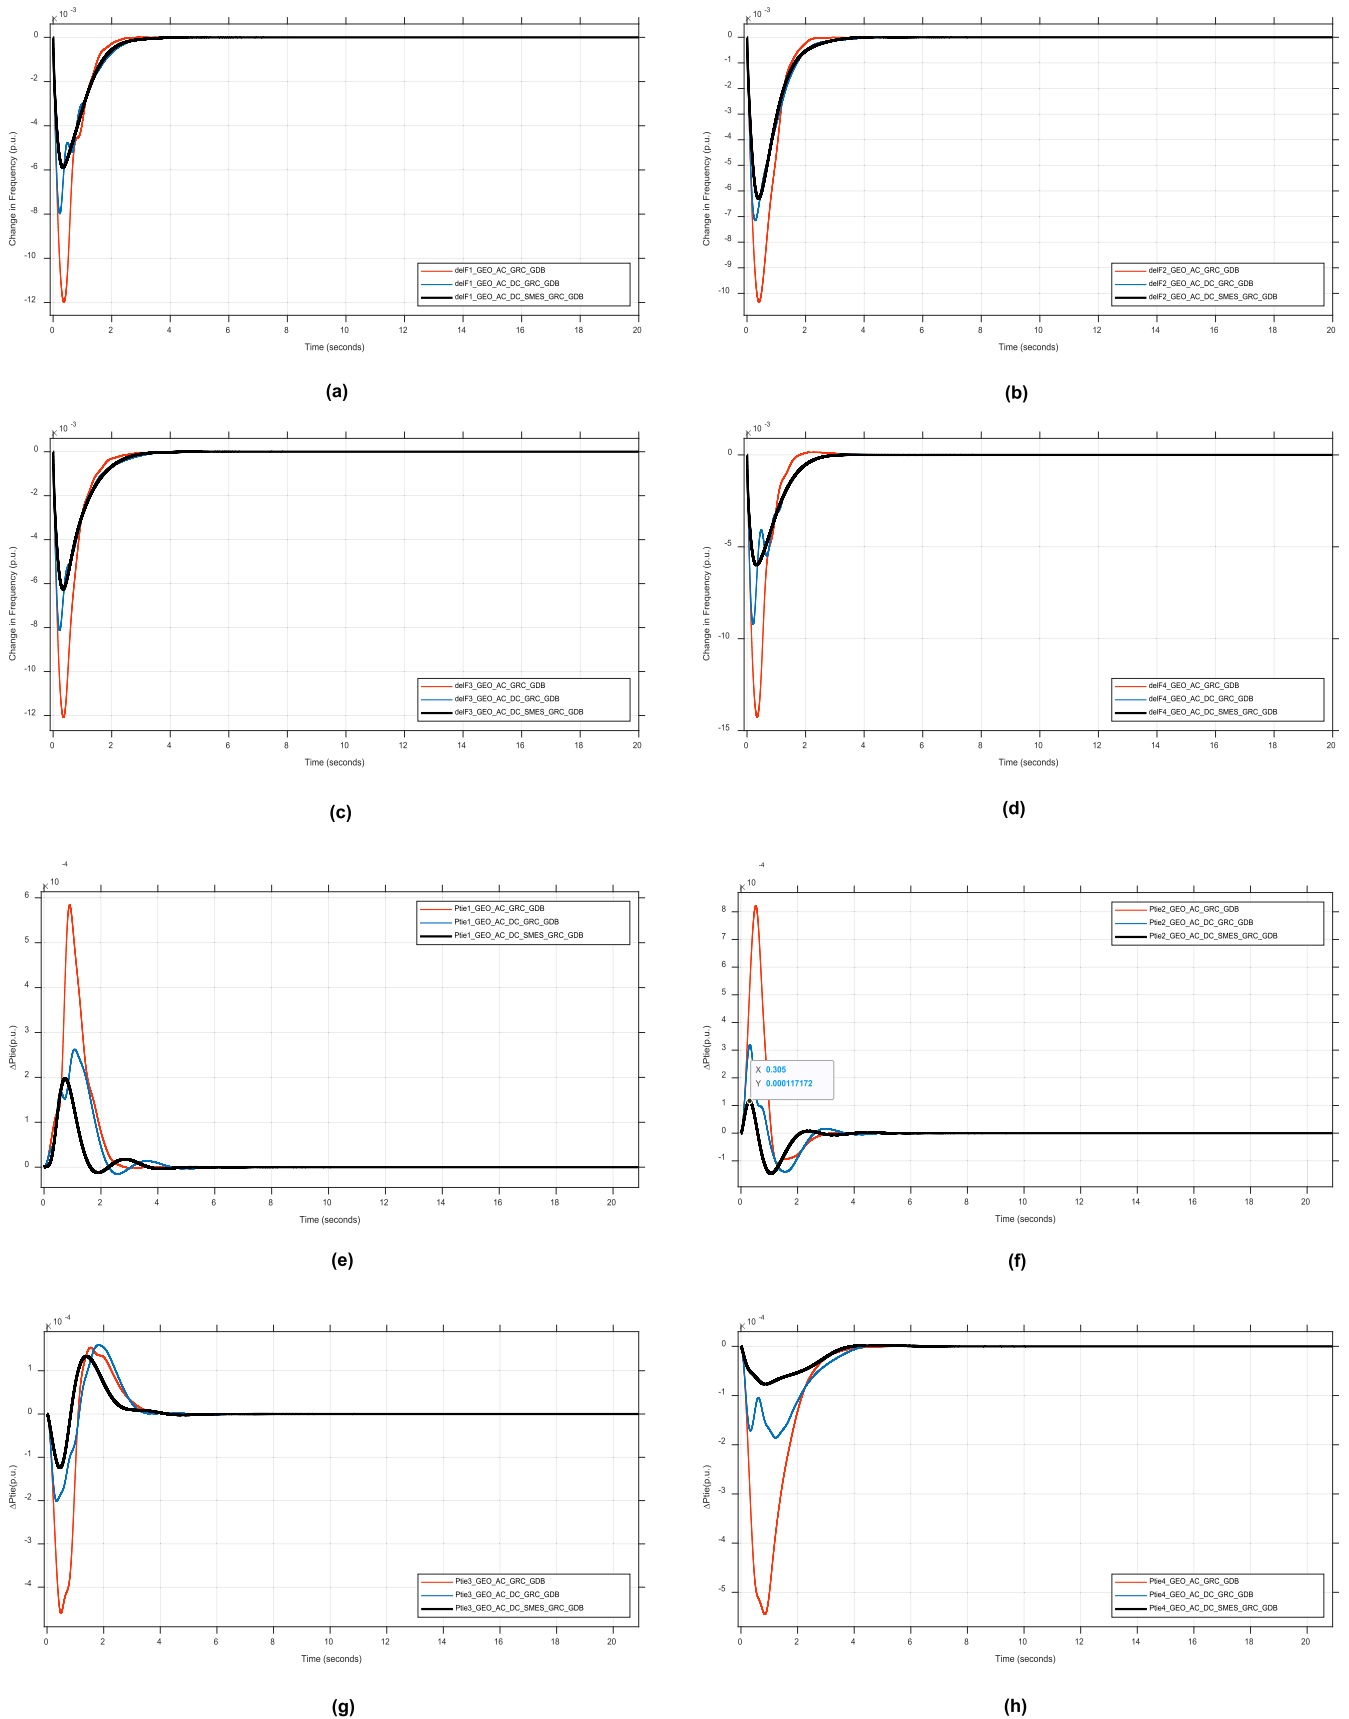 × 10 -3
0
-2
-4
-6
-8
-10
-12
Change in Frequency (p.u.)
delF1_GEO_AC_GRC_GDB
delF1_GEO_AC_DC_GRC_GDB
delF1_GEO_AC_DC_SMES_GRC_GDB
0 2 4 6 8 10 12 14 16 18 20
Time (seconds)
(a)
× 10 -3
0
-1
-2
-3
-4
-5
-6
-7
-8
-9
-10
Change in Frequency (p.u.)
delF2_GEO_AC_GRC_GDB
delF2_GEO_AC_DC_GRC_GDB
delF2_GEO_AC_DC_SMES_GRC_GDB
0 2 4 6 8 10 12 14 16 18 20
Time (seconds)
(b)
× 10 -3
0
-2
-4
-6
-8
-10
-12
Change in Frequency (p.u.)
delF3_GEO_AC_GRC_GDB
delF3_GEO_AC_DC_GRC_GDB
delF3_GEO_AC_DC_SMES_GRC_GDB
0 2 4 6 8 10 12 14 16 18 20
Time (seconds)
(c)
× 10 -3
0
-5
-10
-15
Change in Frequency (p.u.)
delF4_GEO_AC_GRC_GDB
delF4_GEO_AC_DC_GRC_GDB
delF4_GEO_AC_DC_SMES_GRC_GDB
0 2 4 6 8 10 12 14 16 18 20
Time (seconds)
(d)
× 10 -4
6
5
4
3
2
1
0
ΔPtie(p.u.)
Ptie1_GEO_AC_GRC_GDB
Ptie1_GEO_AC_DC_GRC_GDB
Ptie1_GEO_AC_DC_SMES_GRC_GDB
0 2 4 6 8 10 12 14 16 18 20
Time (seconds)
(e)
× 10 -4
8
7
6
5
4
3
2
1
0
-1
ΔPtie(p.u.)
Ptie2_GEO_AC_GRC_GDB
Ptie2_GEO_AC_DC_GRC_GDB
Ptie2_GEO_AC_DC_SMES_GRC_GDB
X 0.305
Y 0.000117172
0 2 4 6 8 10 12 14 16 18 20
Time (seconds)
(f)
× 10 -4
1
0
-1
-2
-3
-4
ΔPtie(p.u.)
Ptie3_GEO_AC_GRC_GDB
Ptie3_GEO_AC_DC_GRC_GDB
Ptie3_GEO_AC_DC_SMES_GRC_GDB
0 2 4 6 8 10 12 14 16 18 20
Time (seconds)
(g)
× 10 -4
0
-1
-2
-3
-4
-5
ΔPtie(p.u.)
Ptie4_GEO_AC_GRC_GDB
Ptie4_GEO_AC_DC_GRC_GDB
Ptie4_GEO_AC_DC_SMES_GRC_GDB
0 2 4 6 8 10 12 14 16 18 20
Time (seconds)
(h)